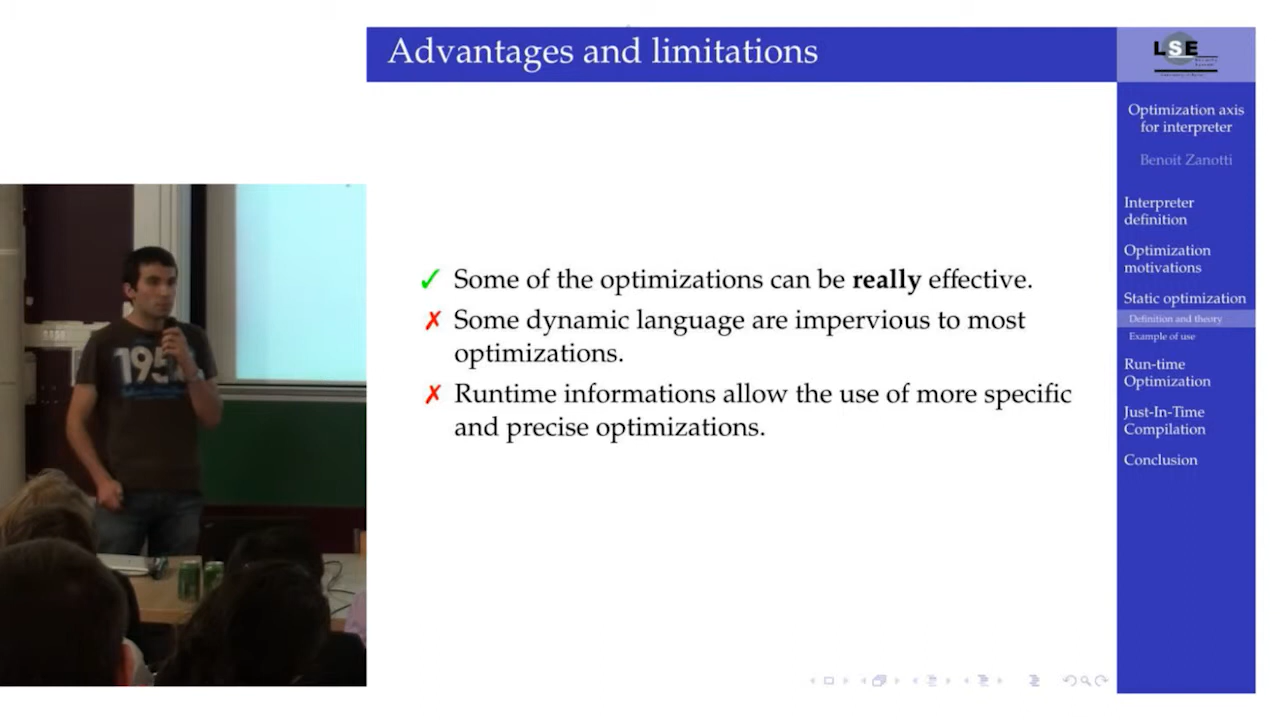 Advantages and limitations
LSE
Optimization axis
for interpreter
Benoit Zanotti
Interpreter
definition
Optimization
motivations
Static optimization
Definition and theory
Example of use
Run-time
Optimization
Just-In-Time
Compilation
Conclusion
✓ Some of the optimizations can be really effective.
✗ Some dynamic language are impervious to most
optimizations.
✗ Runtime informations allow the use of more specific
and precise optimizations.
195